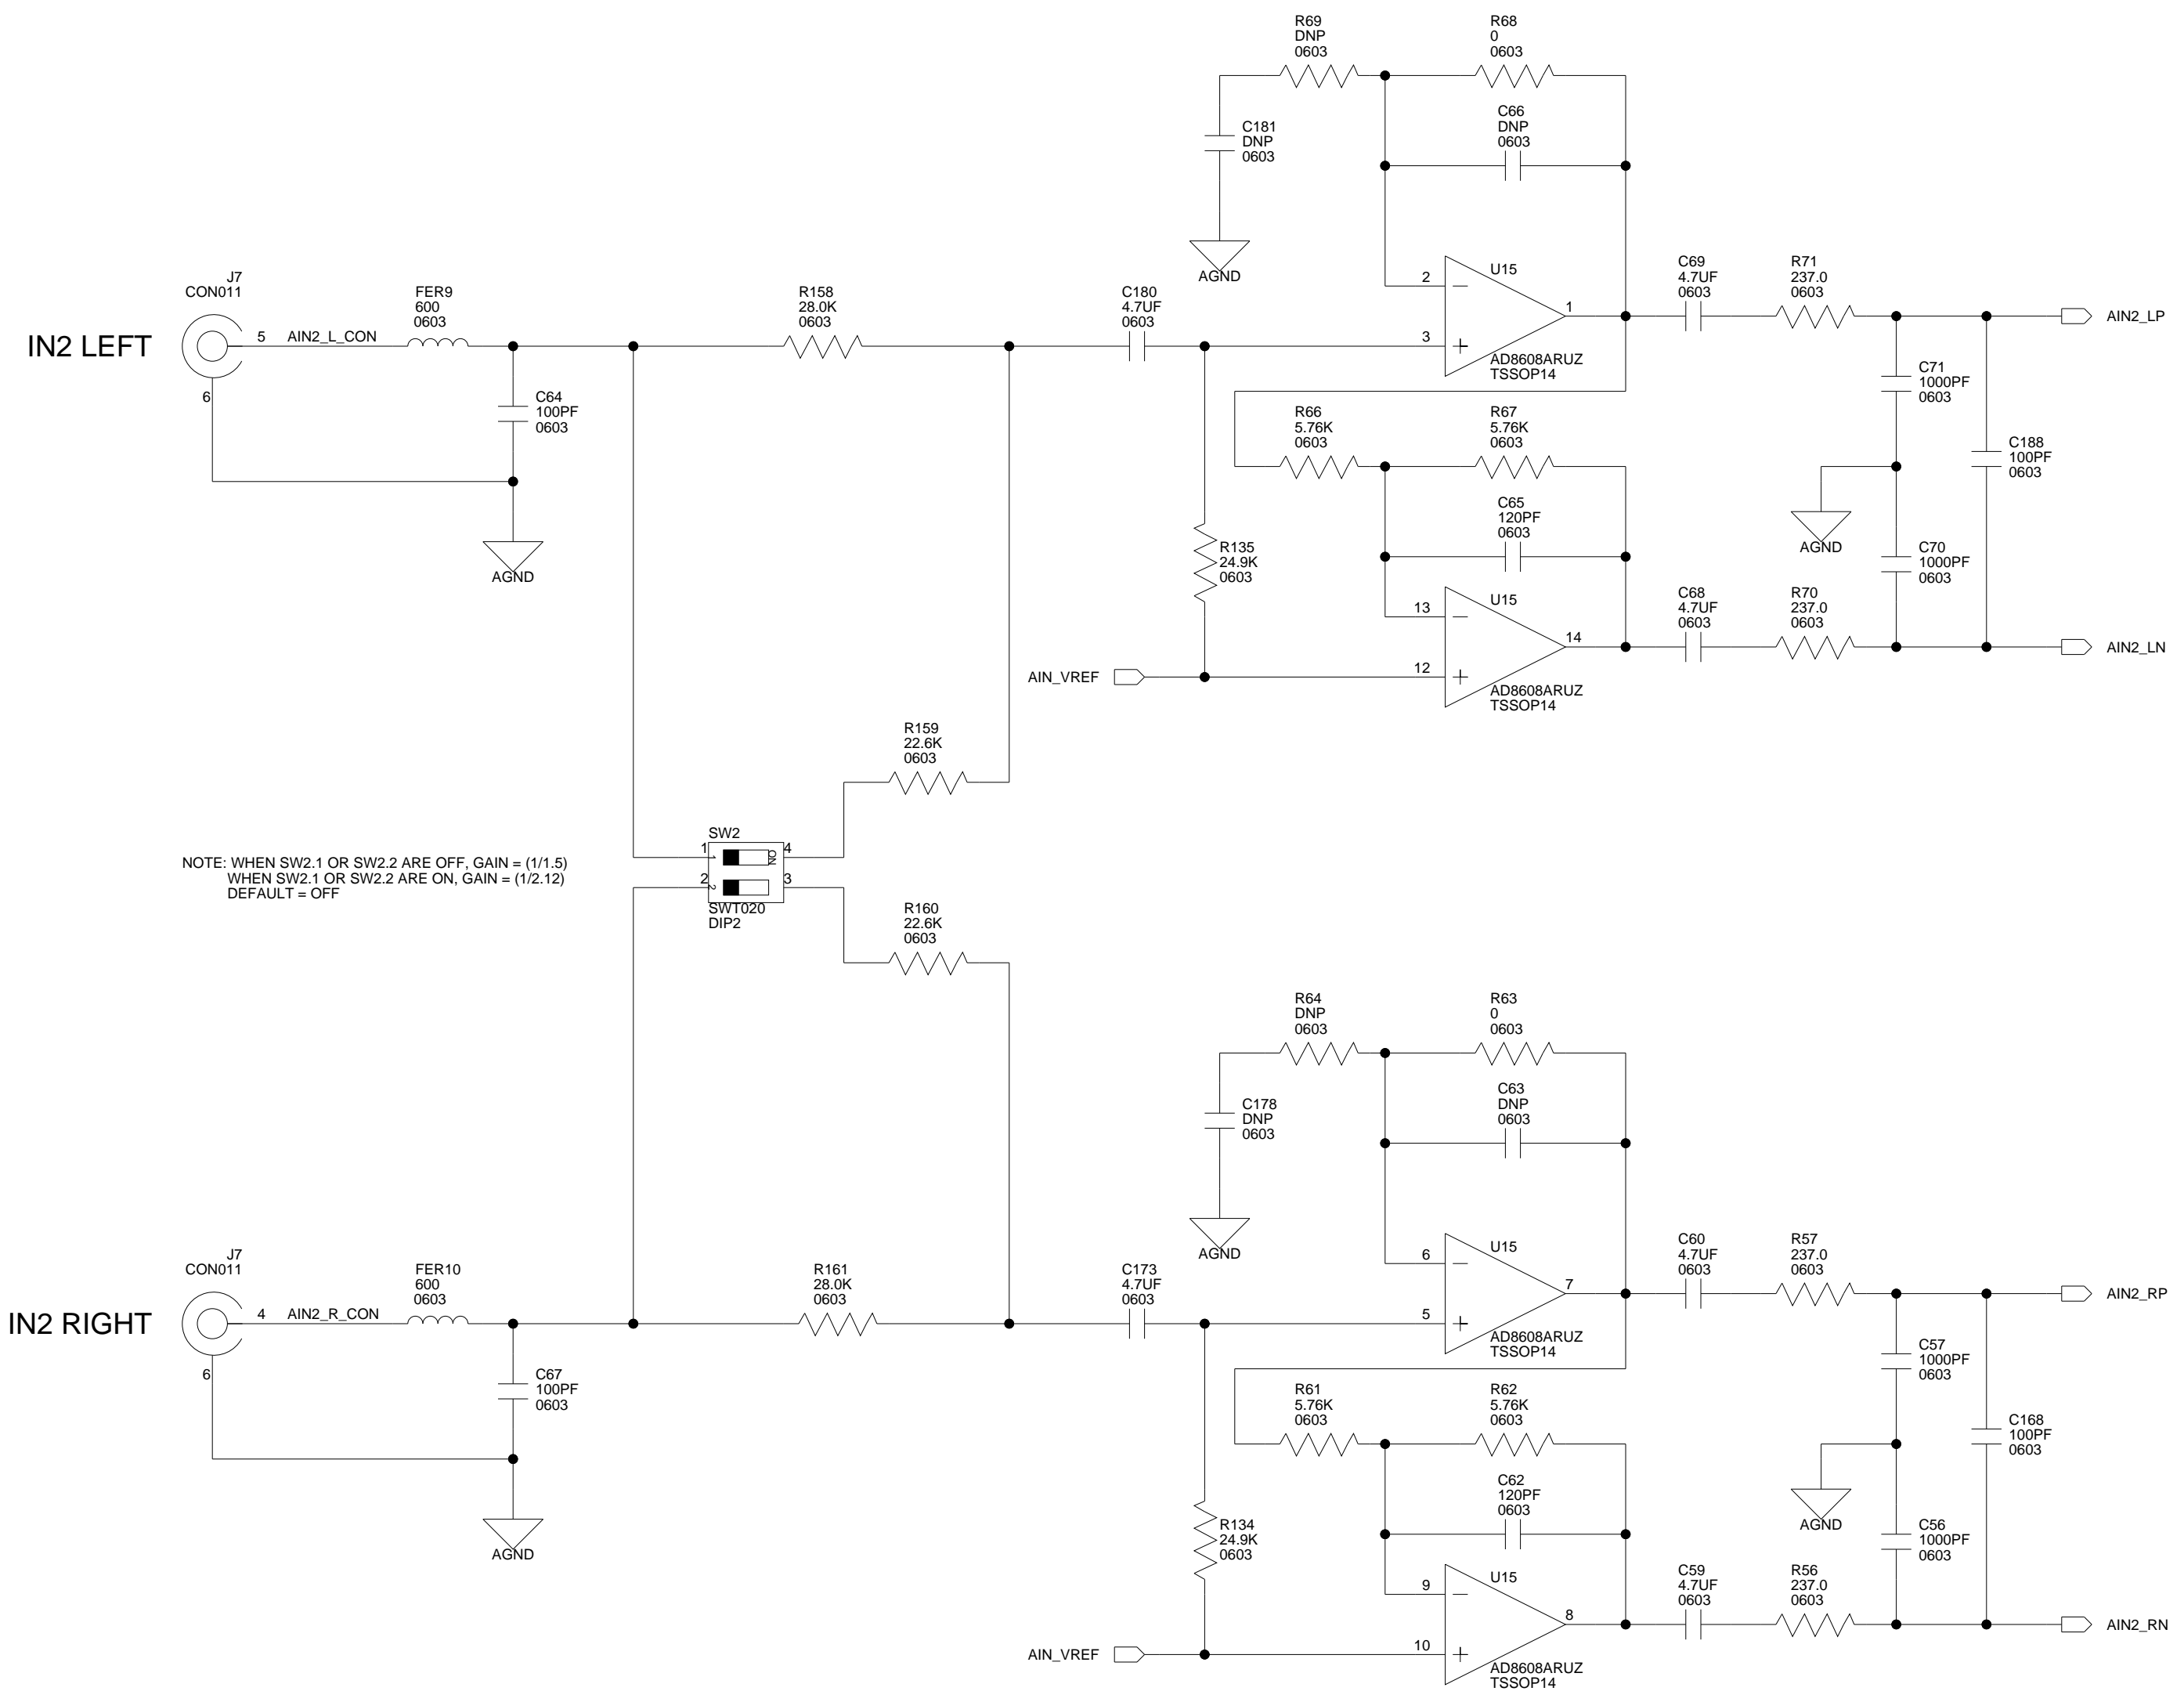 R69
DNP
0603
R68
0
0603
C66
DNP
0603
C181
DNP
0603
AGND
J7
CON011
IN2 LEFT
5
AIN2_L_CON
6
FER9
600
0603
C64
100PF
0603
AGND
R158
28.0K
0603
C180
4.7UF
0603
2
3
U15
1
AD8608ARUZ
TSSOP14
C69
4.7UF
0603
R71
237.0
0603
AIN2_LP
C71
1000PF
0603
C188
100PF
0603
AGND
C70
1000PF
0603
R66
5.76K
0603
R67
5.76K
0603
C65
120PF
0603
R135
24.9K
0603
13
12
U15
14
AD8608ARUZ
TSSOP14
C68
4.7UF
0603
R70
237.0
0603
AIN2_LN
AIN_VREF
R159
22.6K
0603
NOTE: WHEN SW2.1 OR SW2.2 ARE OFF, GAIN = (1/1.5)
WHEN SW2.1 OR SW2.2 ARE ON, GAIN = (1/2.12)
DEFAULT = OFF
SW2
1
1
ON
4
2
2
3
SWT020
DIP2
R160
22.6K
0603
R64
DNP
0603
R63
0
0603
C63
DNP
0603
C178
DNP
0603
AGND
J7
CON011
IN2 RIGHT
4
AIN2_R_CON
6
FER10
600
0603
C67
100PF
0603
AGND
R161
28.0K
0603
C173
4.7UF
0603
6
5
U15
7
AD8608ARUZ
TSSOP14
C60
4.7UF
0603
R57
237.0
0603
AIN2_RP
C57
1000PF
0603
C168
100PF
0603
AGND
C56
1000PF
0603
R61
5.76K
0603
R62
5.76K
0603
C62
120PF
0603
R134
24.9K
0603
9
10
U15
8
AD8608ARUZ
TSSOP14
C59
4.7UF
0603
R56
237.0
0603
AIN2_RN
AIN_VREF